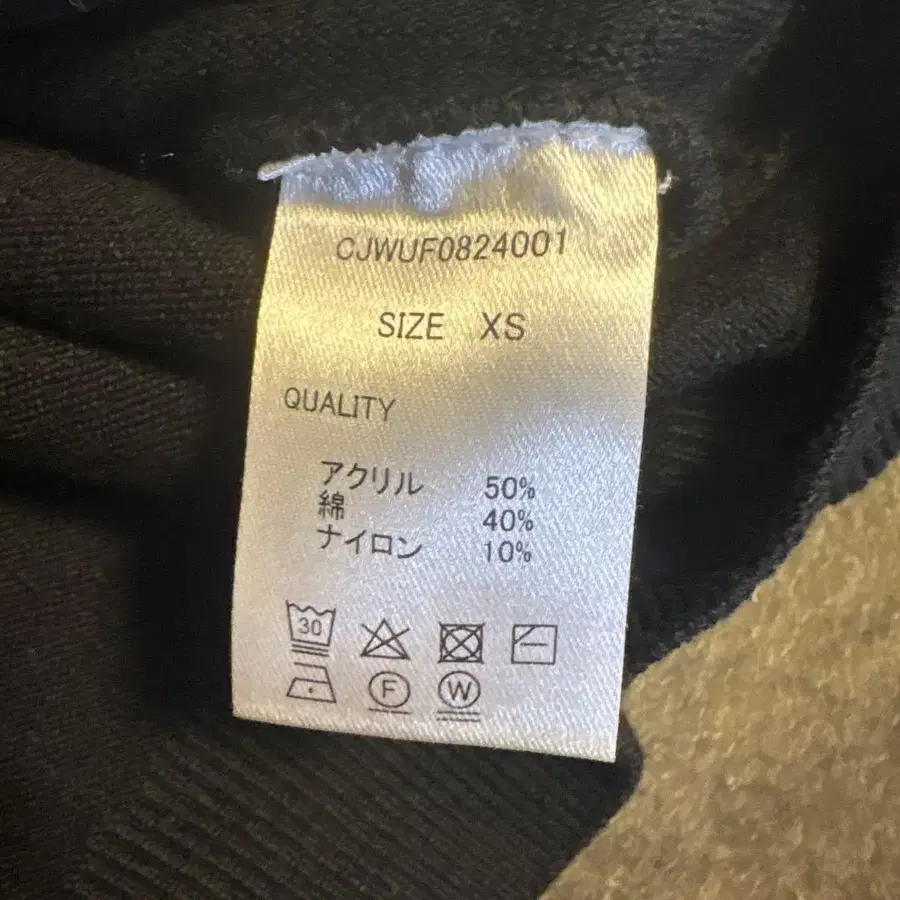 CJWUF0824001
SIZE XS
QUALITY
アクリル 50%
綿 40%
ナイロン 10%
30
F W